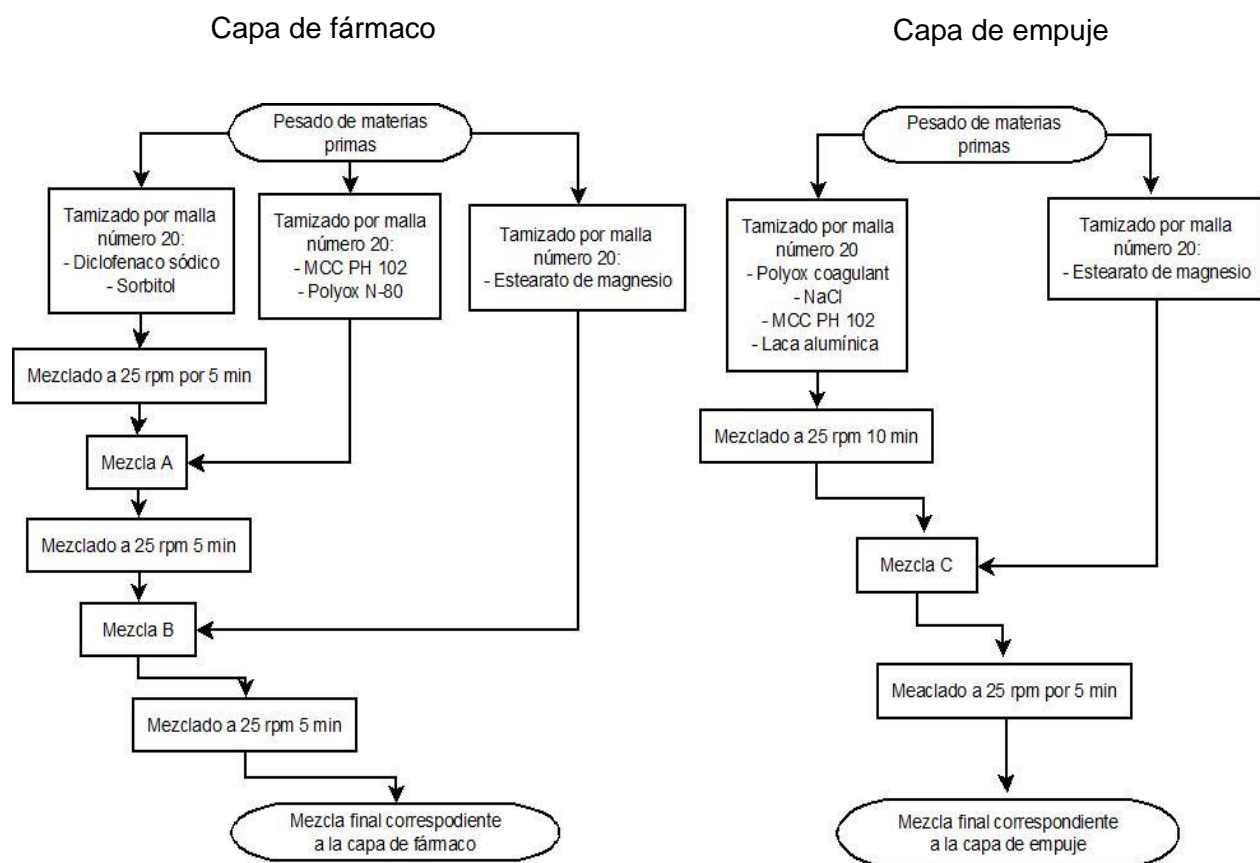 Capa de fármaco
Pesado de materias
primas
Tamizado por malla
número 20:
- Diclofenaco sódico
- Sorbitol
Tamizado por malla
número 20:
- MCC PH 102
- Polyox N-80
Tamizado por malla
número 20:
- Estearato de magnesio
Mezclado a 25 rpm por 5 min
Mezcla A
Mezclado a 25 rpm 5 min
Mezcla B
Mezclado a 25 rpm 5 min
Mezcla final correspodiente
a la capa de fármaco
Capa de empuje
Pesado de materias
primas
Tamizado por malla
número 20
- Polyox coagulant
- NaCl
- MCC PH 102
- Laca alumínica
Tamizado por malla
número 20:
- Estearato de magnesio
Mezclado a 25 rpm 10 min
Mezcla C
Meaclado a 25 rpm por 5 min
Mezcla final correspondiente
a la capa de empuje